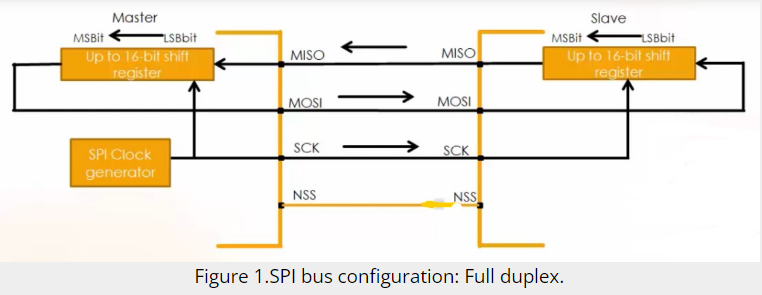 Master
Slave
MSBit LSBbit
MSBit LSBbit
Up to 16-bit shift
register
Up to 16-bit shift
register
MISO
MISO
MOSI
MOSI
SPI Clock
generator
SCK
SCK
NSS
NSS
Figure 1.SPI bus configuration: Full duplex.